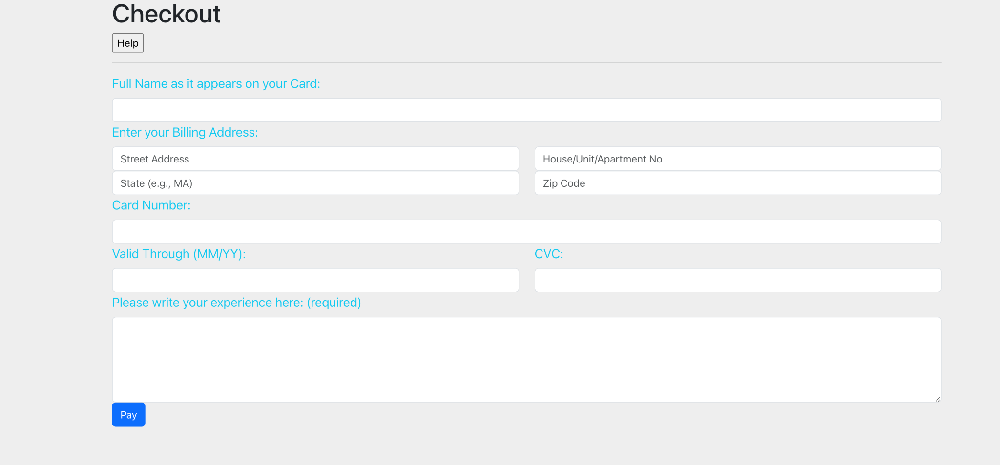 Checkout
Help
Full Name as it appears on your Card:
Enter your Billing Address:
Street Address
House/Unit/Apartment No
State (e.g., MA)
Zip Code
Card Number:
Valid Through (MM/YY):
CVC:
Please write your experience here: (required)
Pay